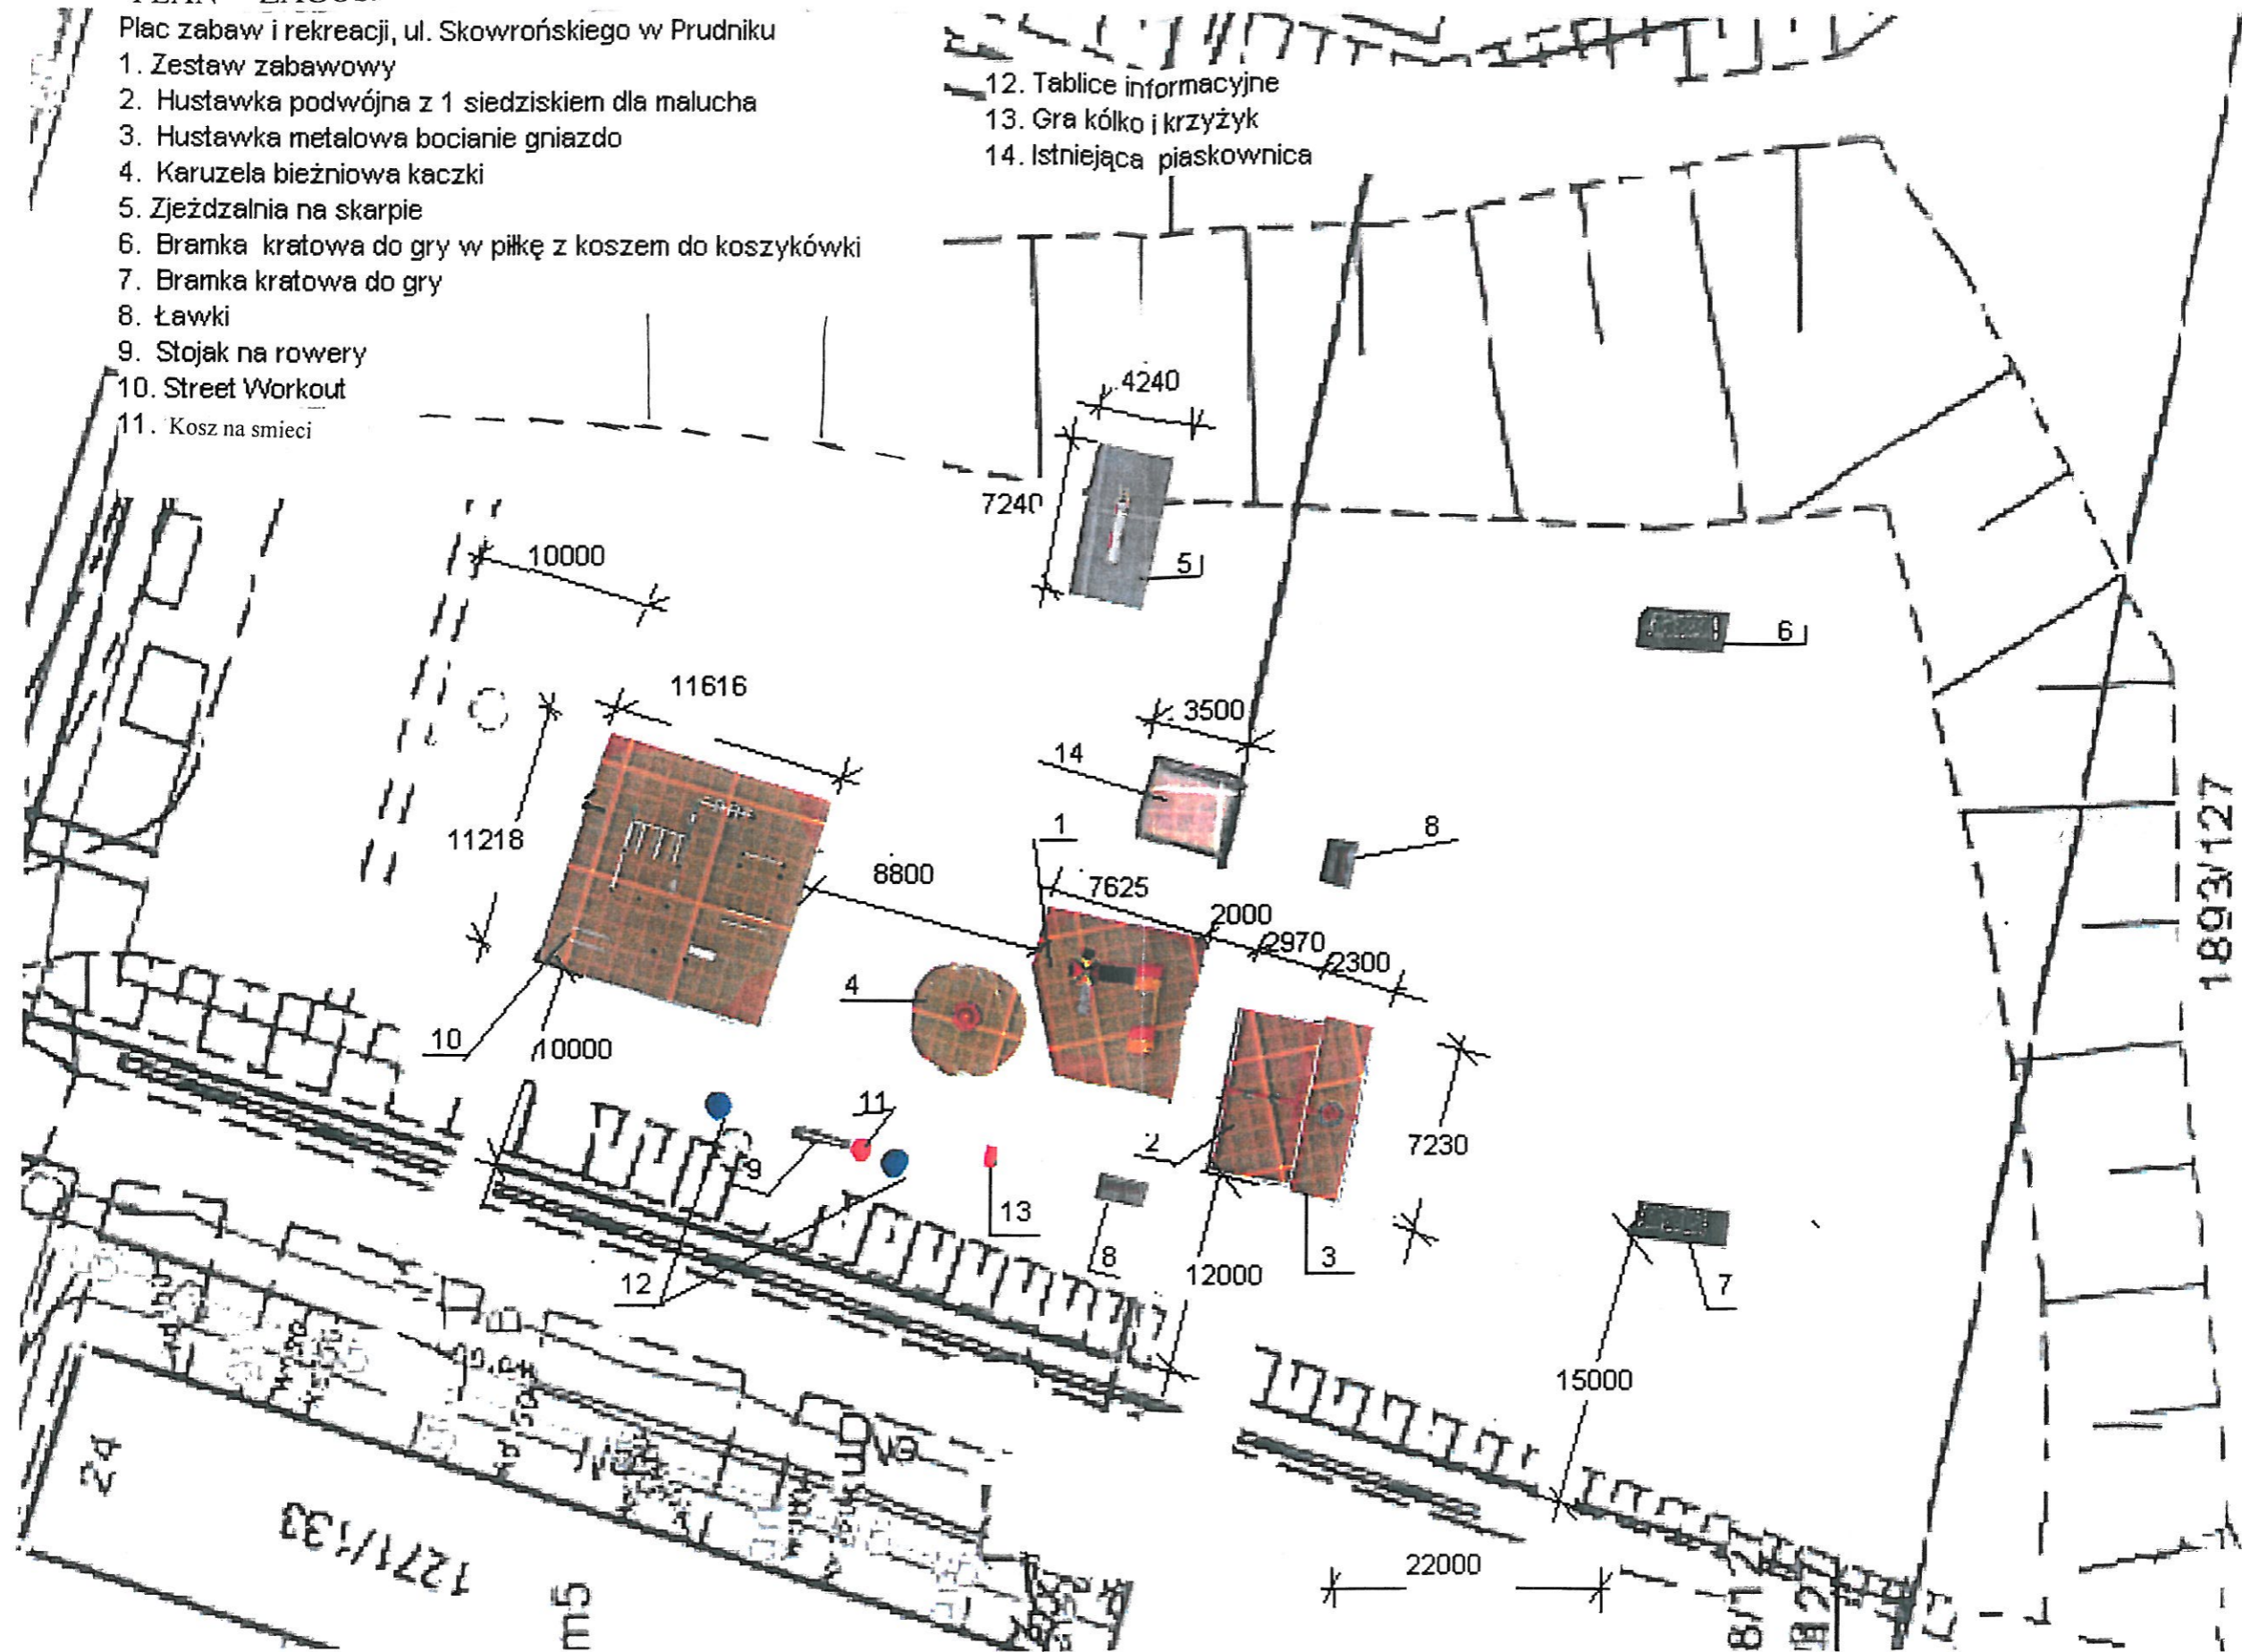 Plac zabaw i rekreacji, ul. Skowrońskiego w Prudniku
1. Zestaw zabawowy
2. Hustawka podwójna z 1 siedziskiem dla malucha
3. Hustawka metalowa bocianie gniazdo
4. Karuzela bieżniowa kaczki
5. Zjeżdzalnia na skarpie
6. Bramka kratowa do gry w piłkę z koszem do koszykówki
7. Bramka kratowa do gry
8. Ławki
9. Stojak na rowery
10. Street Workout
11. Kosz na smieci
12. Tablice informacyjne
13. Gra kólko i krzyżyk
14. Istniejąca piaskownica
4240
7240
5
10000
6
11616
3500
14
11218
1
8
8800
7625
2000
2970
2300
4
10
10000
11
2
7230
9
13
8
12000
3
12
7
15000
22000
1893/127
24
1271/133
m5